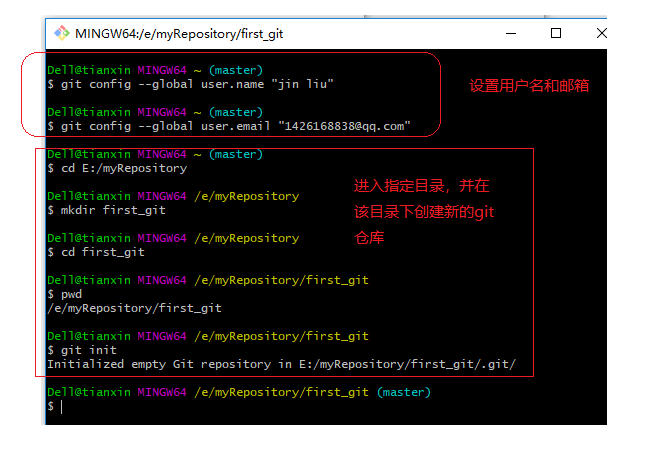 MINGW64:/e/myRepository/first_git
Dell@tianxin MINGW64 ~ (master)
$ git config --global user.name "jin liu"
设置用户名和邮箱
Dell@tianxin MINGW64 ~ (master)
$ git config --global user.email "1426168838@qq.com"
Dell@tianxin MINGW64 ~ (master)
$ cd E:/myRepository
进入指定目录，并在
该目录下创建新的git
仓库
Dell@tianxin MINGW64 /e/myRepository
$ mkdir first_git
Dell@tianxin MINGW64 /e/myRepository
$ cd first_git
Dell@tianxin MINGW64 /e/myRepository/first_git
$ pwd
/e/myRepository/first_git
Dell@tianxin MINGW64 /e/myRepository/first_git
$ git init
Initialized empty Git repository in E:/myRepository/first_git/.git/
Dell@tianxin MINGW64 /e/myRepository/first_git (master)
$